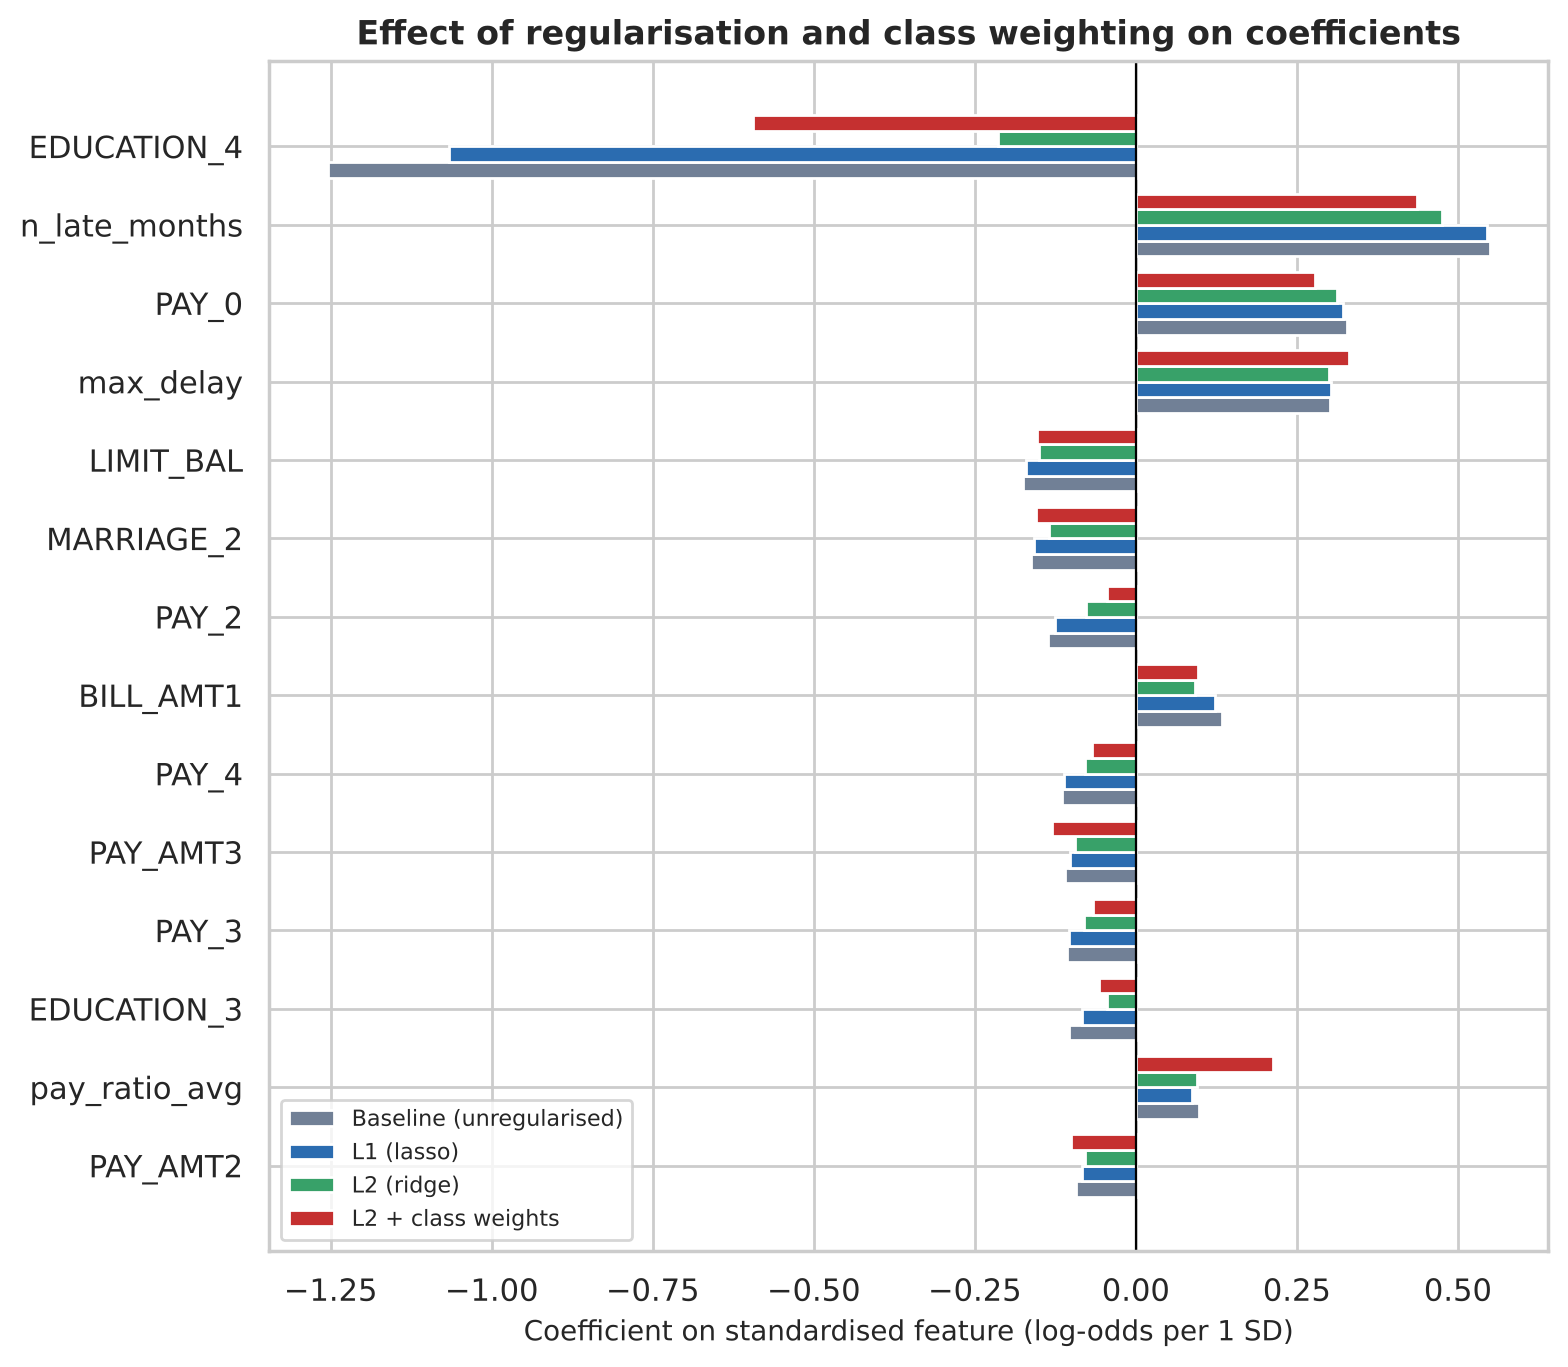 Effect of regularisation and class weighting on coefficients
EDUCATION_4
n_late_months
PAY_0
max_delay
LIMIT_BAL
MARRIAGE_2
PAY_2
BILL_AMT1
PAY_4
PAY_AMT3
PAY_3
EDUCATION_3
pay_ratio_avg
PAY_AMT2
Baseline (unregularised)
L1 (lasso)
L2 (ridge)
L2 + class weights
−1.25 −1.00 −0.75 −0.50 −0.25 0.00 0.25 0.50
Coefficient on standardised feature (log-odds per 1 SD)